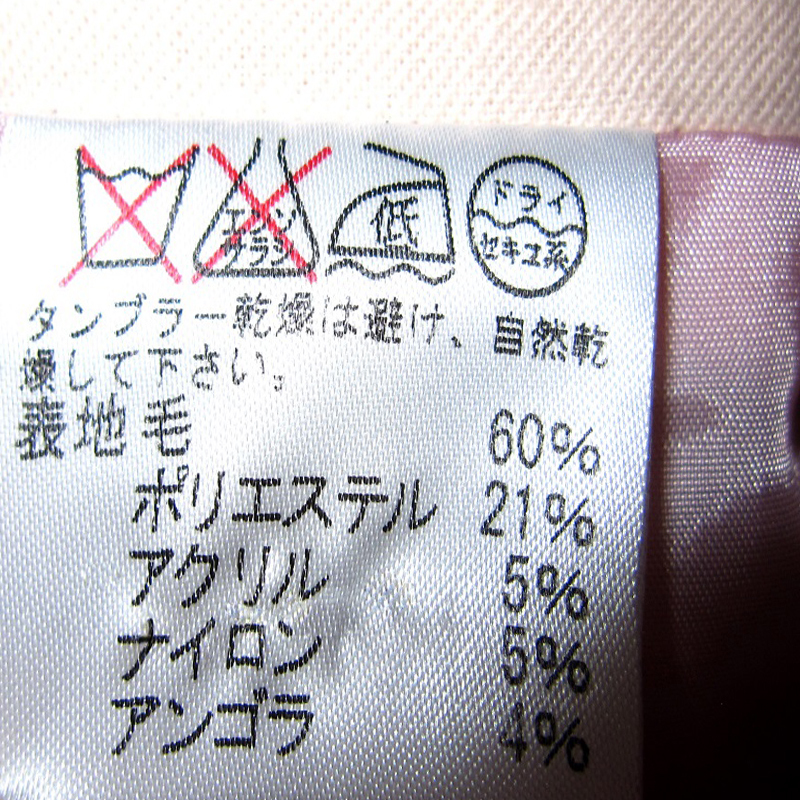 エンソ
サラシ
低
ドライ
セキユ系
タンブラー乾燥は避け、自然乾
燥して下さい。
表地 毛 60%
ポリエステル 21%
アクリル 5%
ナイロン 5%
アンゴラ 4%